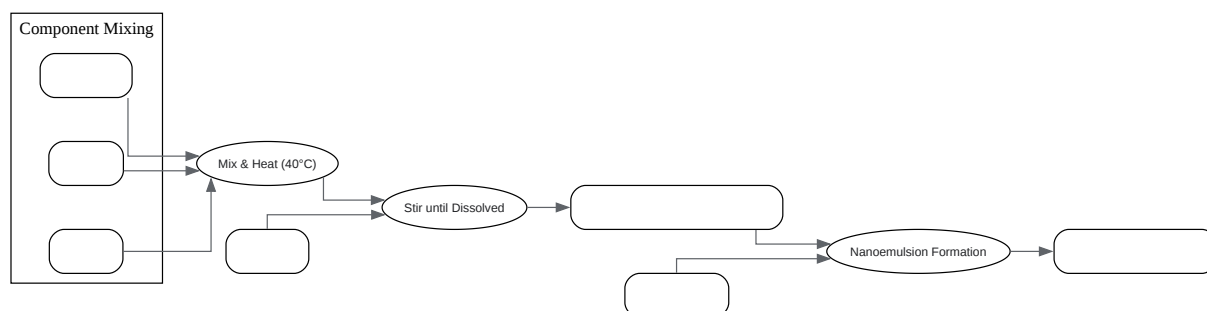 Component Mixing
Mix & Heat (40°C)
Stir until Dissolved
Nanoemulsion Formation